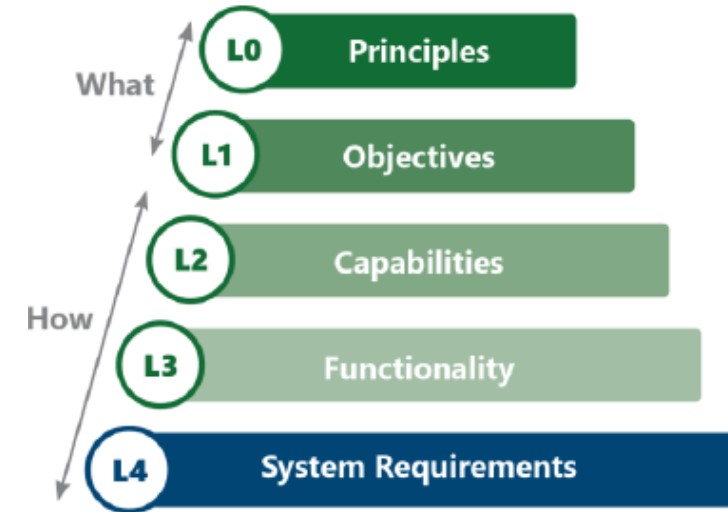 L0 Principles
What
L1 Objectives
L2 Capabilities
How
L3 Functionality
L4 System Requirements